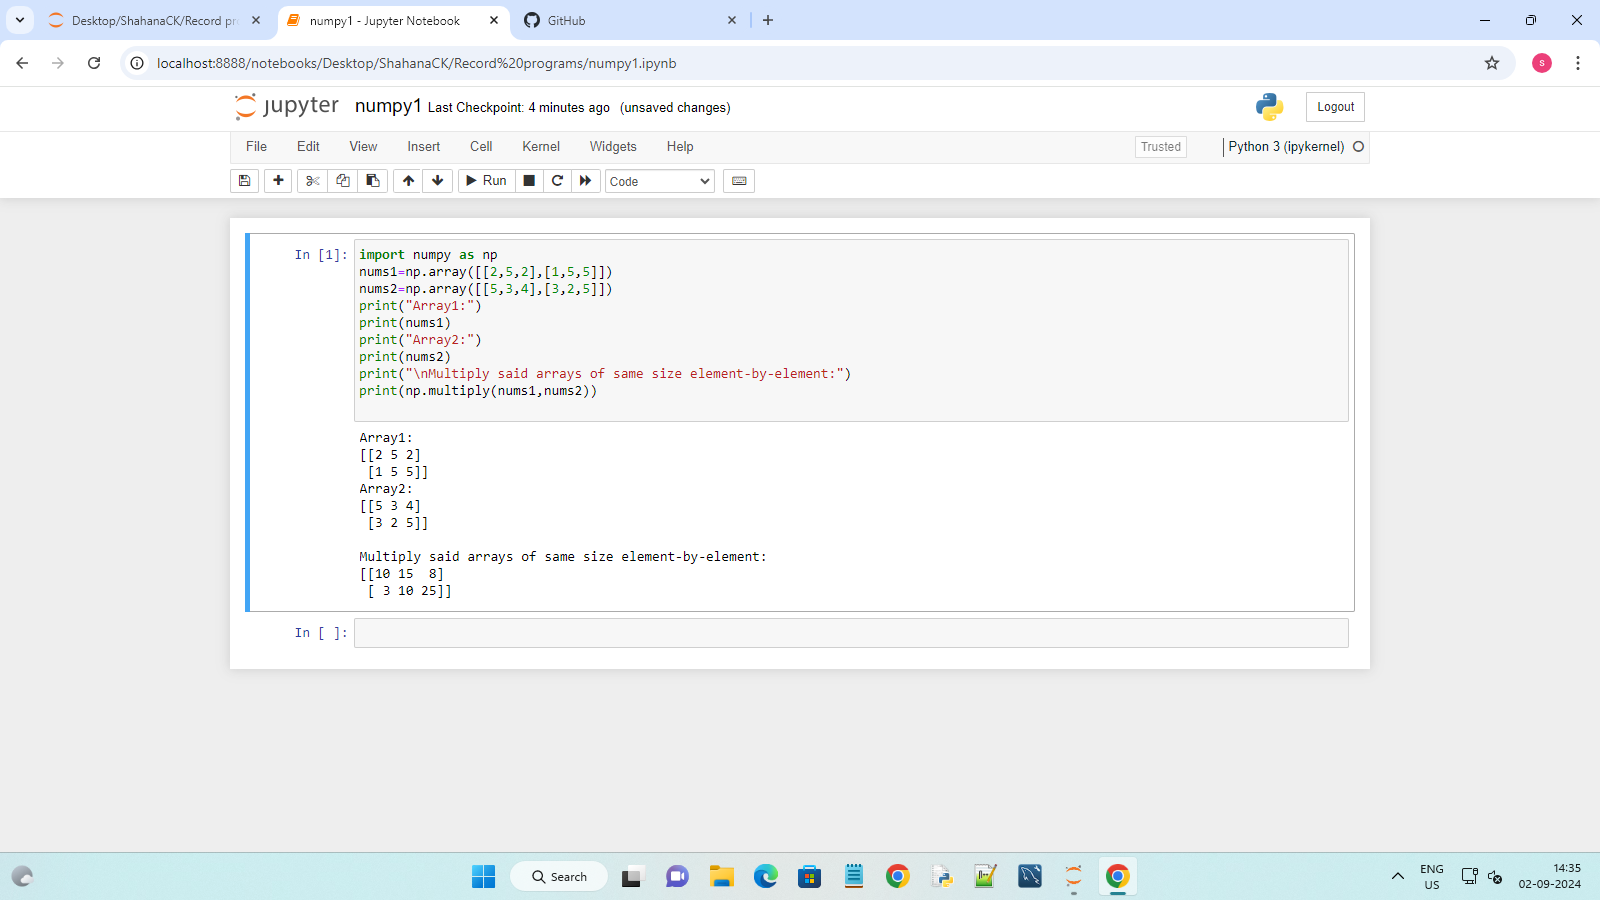 Desktop/ShahanaCK/Record pr
numpy1 - Jupyter Notebook
GitHub
localhost:8888/notebooks/Desktop/ShahanaCK/Record%20programs/numpy1.ipynb
S
jupyter numpy1 Last Checkpoint: 4 minutes ago (unsaved changes)
Logout
File Edit View Insert Cell Kernel Widgets Help
Trusted
Python 3 (ipykernel)
Run
Code
In [1]:
import numpy as np
nums1=np.array([[2,5,2],[1,5,5]])
nums2=np.array([[5,3,4],[3,2,5]])
print("Array1:")
print(nums1)
print("Array2:")
print(nums2)
print("\nMultiply said arrays of same size element-by-element:")
print(np.multiply(nums1,nums2))
Array1:
[[2 5 2]
 [1 5 5]]
Array2:
[[5 3 4]
 [3 2 5]]
Multiply said arrays of same size element-by-element:
[[10 15  8]
 [ 3 10 25]]
In [ ]:
Search
ENG
US
14:35
02-09-2024